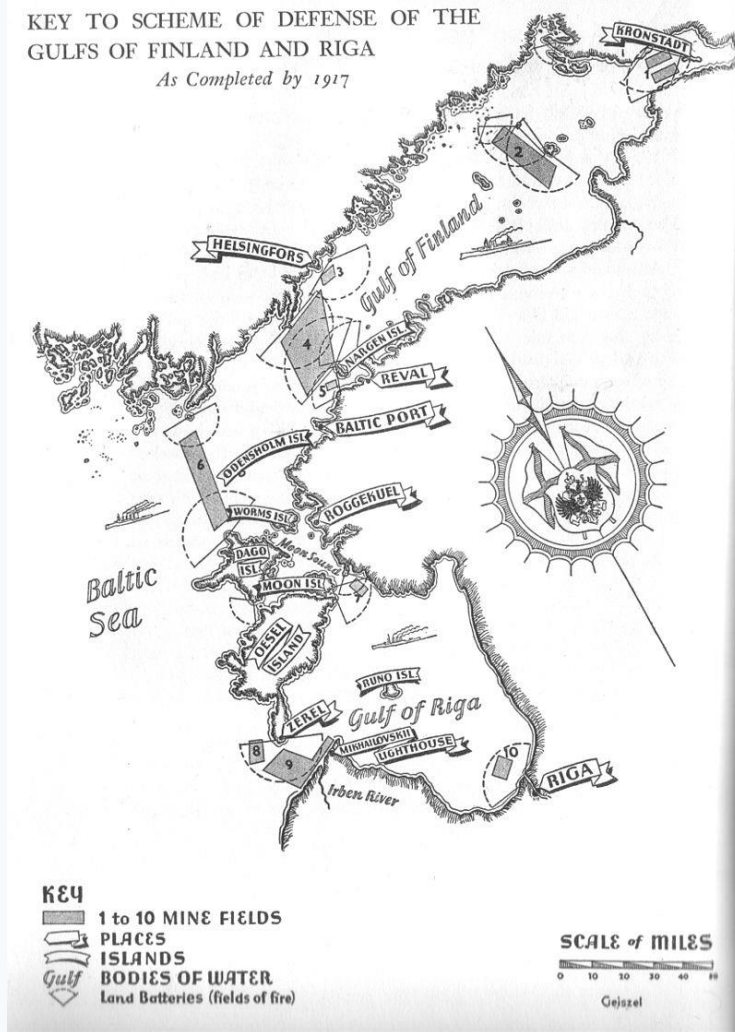 KEY TO SCHEME OF DEFENSE OF THE
GULFS OF FINLAND AND RIGA
As Completed by 1917
KRONSTADT
1
2
Gulf of Finland
HELSINGFORS
3
4
NARGEN ISL.
5
REVAL
BALTIC PORT
6
ODENSHOLM ISL
WORMS ISL
ROGGEKUEL
DAGO
ISL
Moon Sound
MOON ISL
7
Baltic
Sea
OESEL
ISLAND
RUNO ISL.
Gulf of Riga
ZEREL
MIKHAILOVSKII
LIGHTHOUSE
8
9
10
RIGA
Irben River
KEY
1 to 10 MINE FIELDS
PLACES
ISLANDS
Gulf BODIES OF WATER
Land Batteries (fields of fire)
SCALE of MILES
0 10 20 30 40
Geiszel